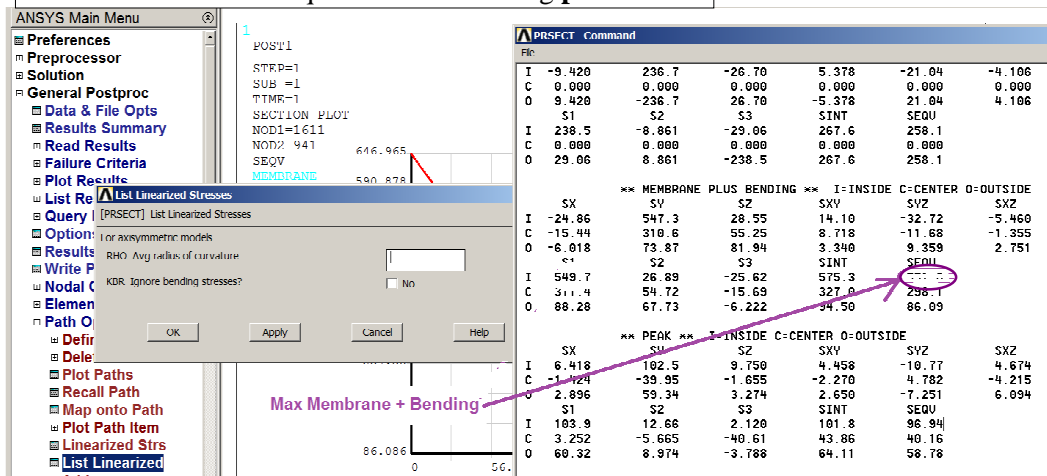 ANSYS Main Menu
Preferences
Preprocessor
Solution
General Postproc
Data & File Opts
Results Summary
Read Results
Failure Criteria
Plot Results
List Re
Query
Option
Results
Write P
Nodal
Elemen
Path O
Defin
Delet
Plot Paths
Recall Path
Map onto Path
Plot Path Item
Linearized Strs
List Linearized
1
POST1
STEP=1
SUB =1
TIME=1
SECTION PLOT
NOD1=1611
NOD2 941
SEQV
MEMBRANE
646.965
590.878
86.086
0 56.
List Linearized Stresses
[PRSECT] List Linearized Stresses
For axisymmetric models
RHO Avg radius of curvature
KBR Ignore bending stresses?
No
OK Apply Cancel Help
Max Membrane + Bending
PRSECT Command
File
I -9.420 236.7 -26.70 5.378 -21.04 -4.106
C 0.000 0.000 0.000 0.000 0.000 0.000
O 9.420 -236.7 26.70 -5.378 21.04 4.106
S1 S2 S3 SINT SEQV
I 238.5 -8.861 -29.06 267.6 258.1
C 0.000 0.000 0.000 0.000 0.000
O 29.06 8.861 -238.5 267.6 258.1
** MEMBRANE PLUS BENDING ** I=INSIDE C=CENTER O=OUTSIDE
SX SY SZ SXY SYZ SXZ
I -24.86 547.3 28.55 14.10 -32.72 -5.460
C -15.44 310.6 55.25 8.718 -11.68 -1.355
O -6.018 73.87 81.94 3.340 9.359 2.751
S1 S2 S3 SINT SEQV
I 549.7 26.89 -25.62 575.3
C 311.4 54.72 -15.69 327.0 298.1
O, 88.28 67.73 -6.222 94.50 86.09
** PEAK ** I=INSIDE C=CENTER O=OUTSIDE
SX SY SZ SXY SYZ SXZ
I 6.418 102.5 9.750 4.458 -10.77 4.674
C -1.424 -39.95 -1.655 -2.270 4.782 -4.215
O 2.896 59.34 3.274 2.650 -7.251 6.094
S1 S2 S3 SINT SEQV
I 103.9 12.66 2.120 101.8 96.94
C 3.252 -5.665 -40.61 43.86 40.16
O 60.32 8.974 -3.788 64.11 58.78